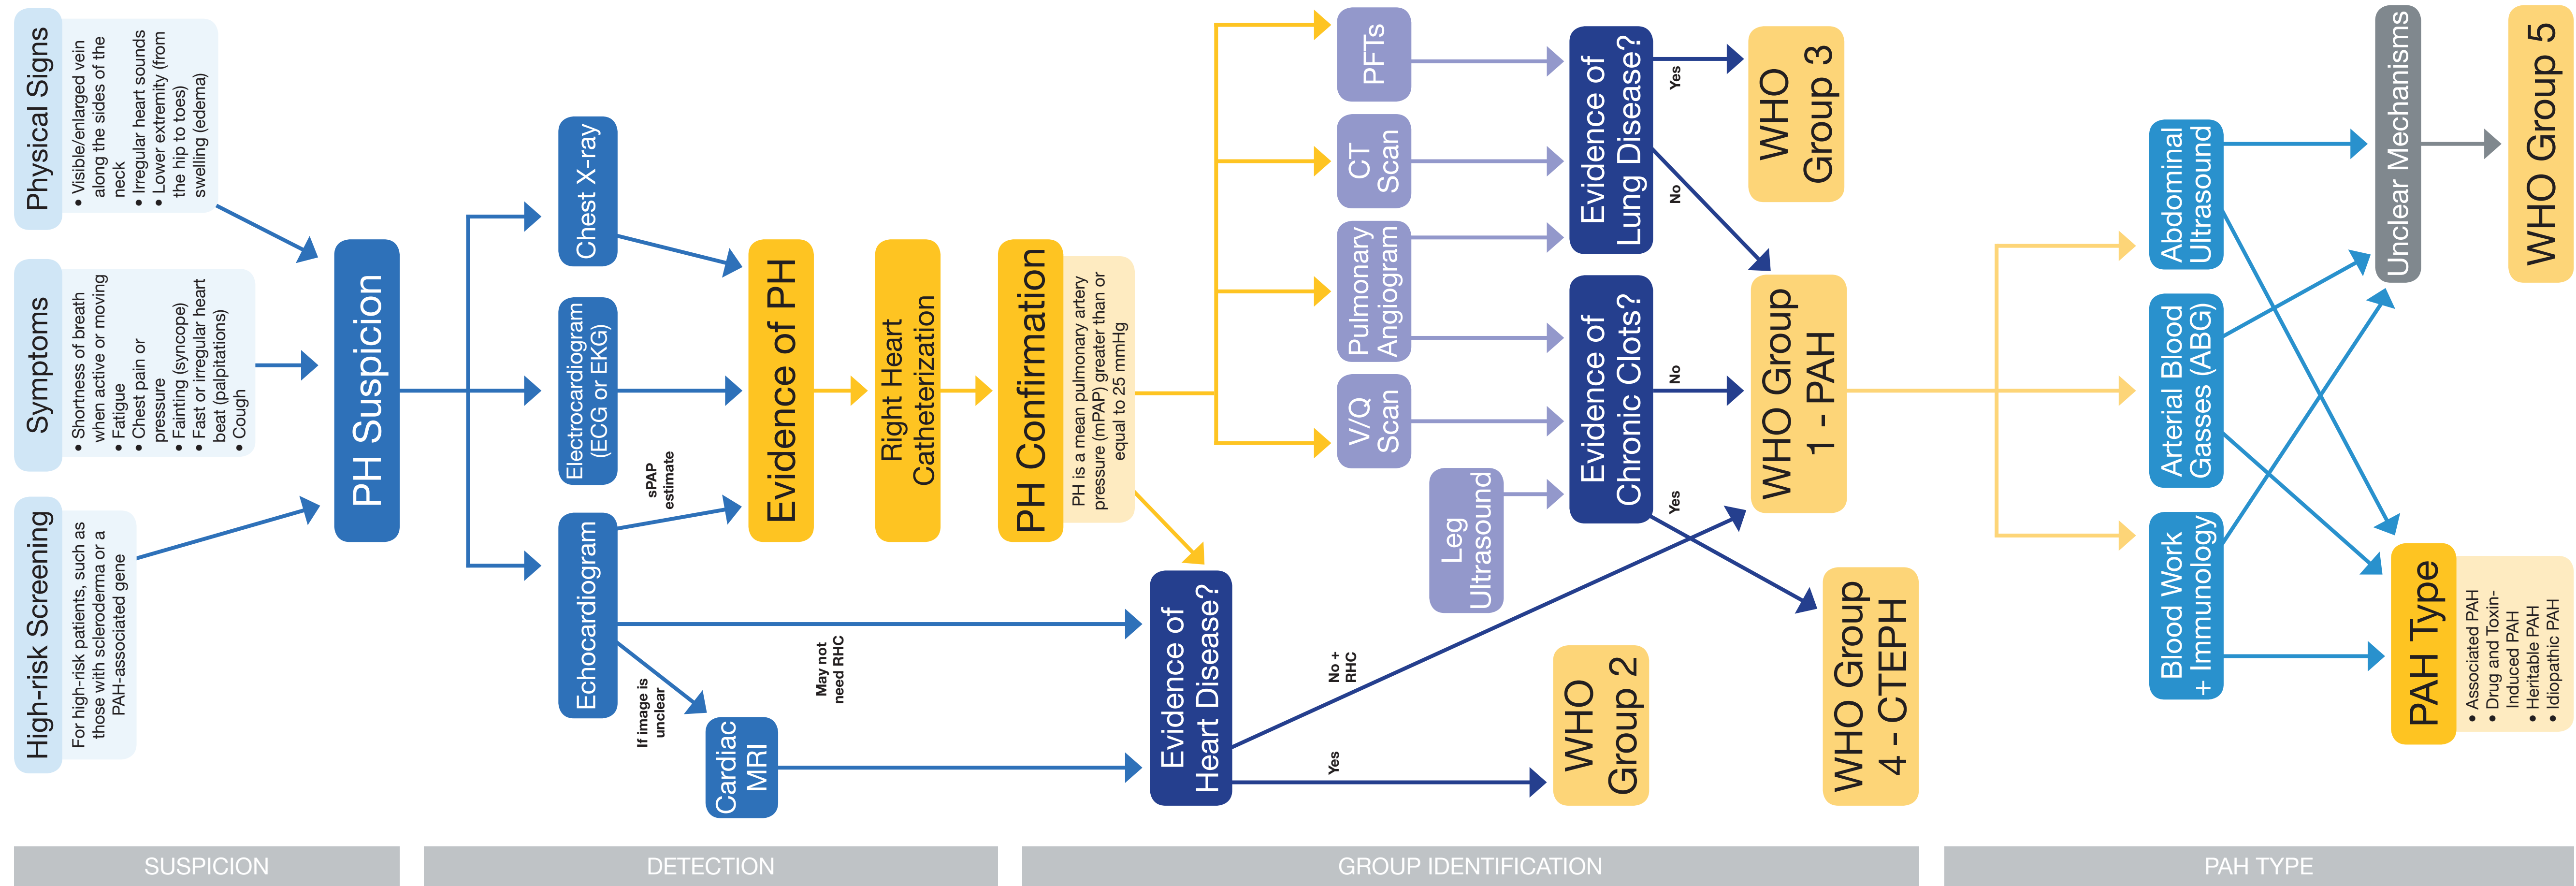 High-risk Screening
For high-risk patients, such as
those with scleroderma or a
PAH-associated gene
Symptoms
• Shortness of breath
when active or moving
• Fatigue
• Chest pain or
pressure
• Fainting (syncope)
• Fast or irregular heart
beat (palpitations)
• Cough
Physical Signs
• Visible/enlarged vein
along the sides of the
neck
• Irregular heart sounds
• Lower extremity (from
the hip to toes)
swelling (edema)
PH Suspicion
Echocardiogram
Electrocardiogram
(ECG or EKG)
Chest X-ray
If image is
unclear
sPAP
estimate
Cardiac
MRI
May not
need RHC
Evidence of PH
Right Heart
Catheterization
PH Confirmation
PH is a mean pulmonary artery
pressure (mPAP) greater than or
equal to 25 mmHg
Evidence of
Heart Disease?
Yes
No +
RHC
Leg
Ultrasound
V/Q
Scan
Pulmonary
Angiogram
CT
Scan
PFTs
Evidence of
Chronic Clots?
Evidence of
Lung Disease?
Yes
No
No
Yes
WHO
Group 2
WHO Group
4 - CTEPH
WHO Group
1 - PAH
WHO
Group 3
Blood Work
+ Immunology
Arterial Blood
Gasses (ABG)
Abdominal
Ultrasound
PAH Type
• Associated PAH
• Drug and Toxin-
Induced PAH
• Heritable PAH
• Idiopathic PAH
Unclear Mechanisms
WHO Group 5
SUSPICION
DETECTION
GROUP IDENTIFICATION
PAH TYPE